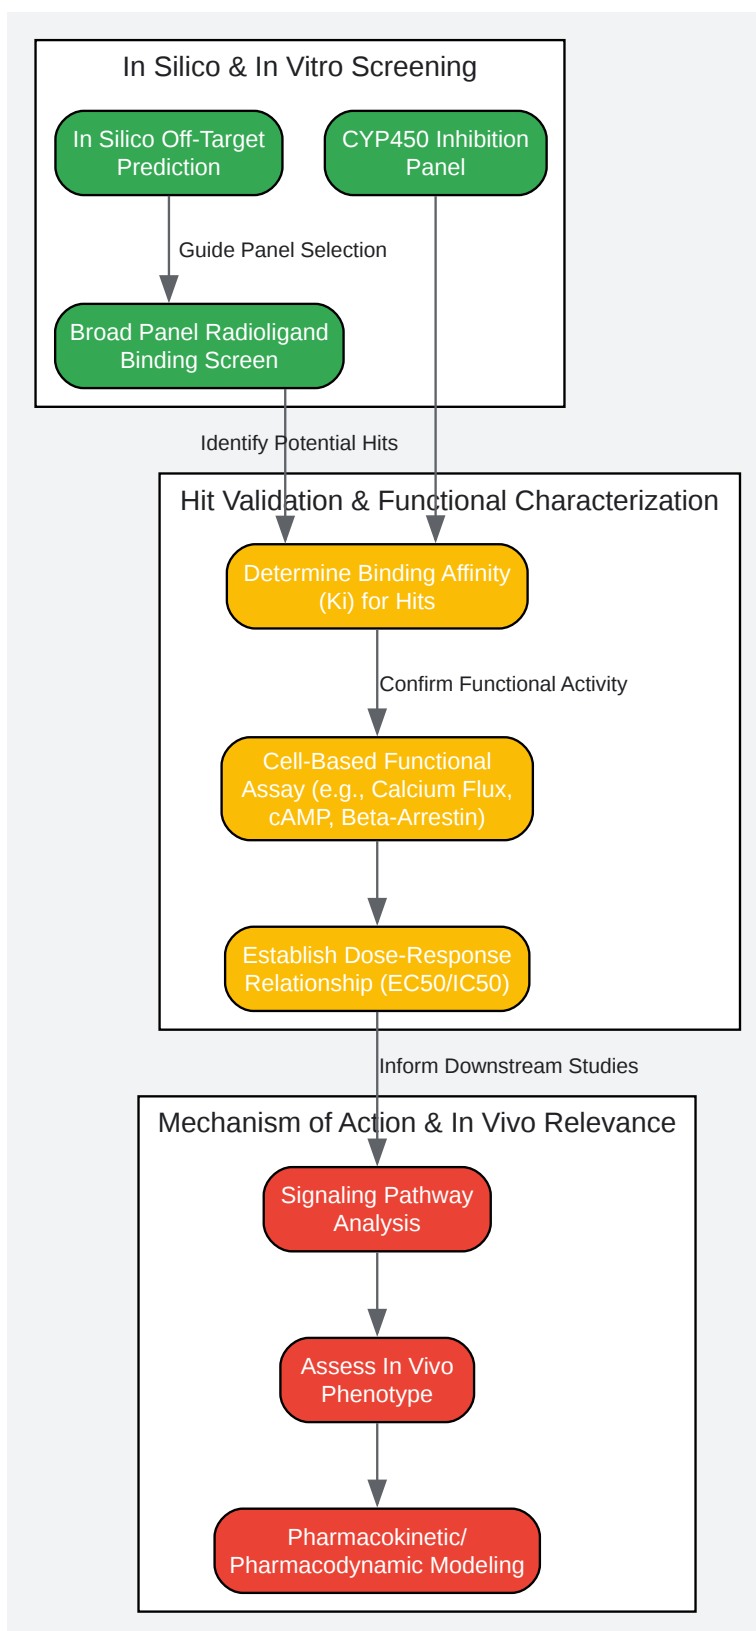 In Silico & In Vitro Screening
In Silico Off-Target
Prediction
CYP450 Inhibition
Panel
Guide Panel Selection
Broad Panel Radioligand
Binding Screen
Identify Potential Hits
Hit Validation & Functional Characterization
Determine Binding Affinity
(Ki) for Hits
Confirm Functional Activity
Cell-Based Functional
Assay (e.g., Calcium Flux,
cAMP, Beta-Arrestin)
Establish Dose-Response
Relationship (EC50/IC50)
Inform Downstream Studies
Mechanism of Action & In Vivo Relevance
Signaling Pathway
Analysis
Assess In Vivo
Phenotype
Pharmacokinetic/
Pharmacodynamic Modeling